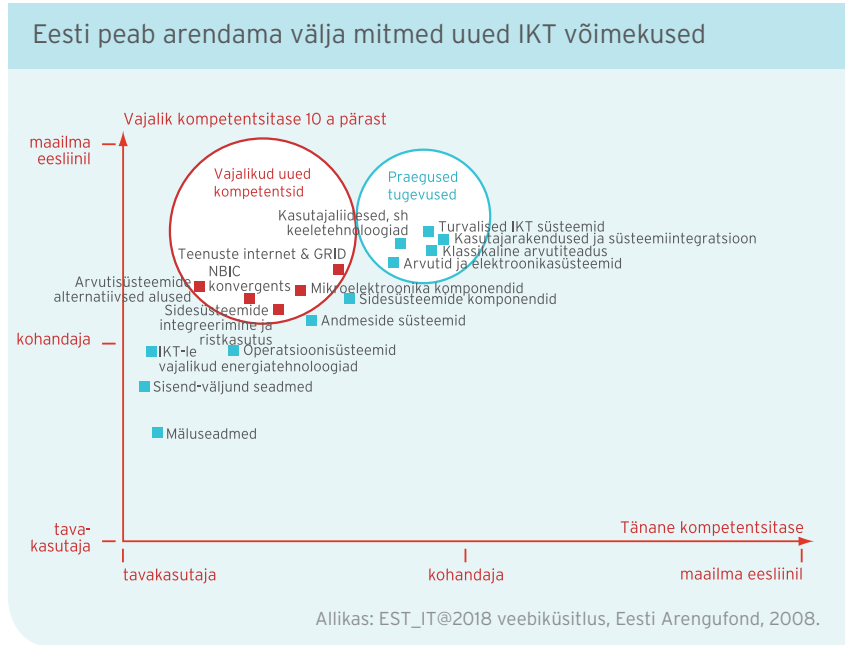 Eesti peab arendama välja mitmed uued IKT võimekused
Vajalik kompetentsitase 10 a pärast
maailma
eesliinil
Vajalikud uued
kompetentsid
Praegused
tugevused
Kasutajaliidesed, sh
keeletehnoloogiad
Turvalised IKT süsteemid
Kasutajarakendused ja süsteemiintegratsioon
Klassikaline arvutiteadus
Arvutid ja elektroonikasüsteemid
Teenuste internet & GRID
NBIC
konvergents
Arvutisüsteemide
alternatiivsed alused
Mikroelektroonika komponendid
Sidesüsteemide komponendid
Sidesüsteemide
integreerimine ja
ristkasutus
Andmeside süsteemid
kohandaja
IKT-le
vajalikud energiatehnoloogiad
Operatsioonisüsteemid
Sisend-väljund seadmed
Mäluseadmed
tava-
kasutaja
Tänane kompetentsitase
tavakasutaja
kohandaja
maailma eesliinil
Allikas: EST_IT@2018 veebiküsitlus, Eesti Arengufond, 2008.